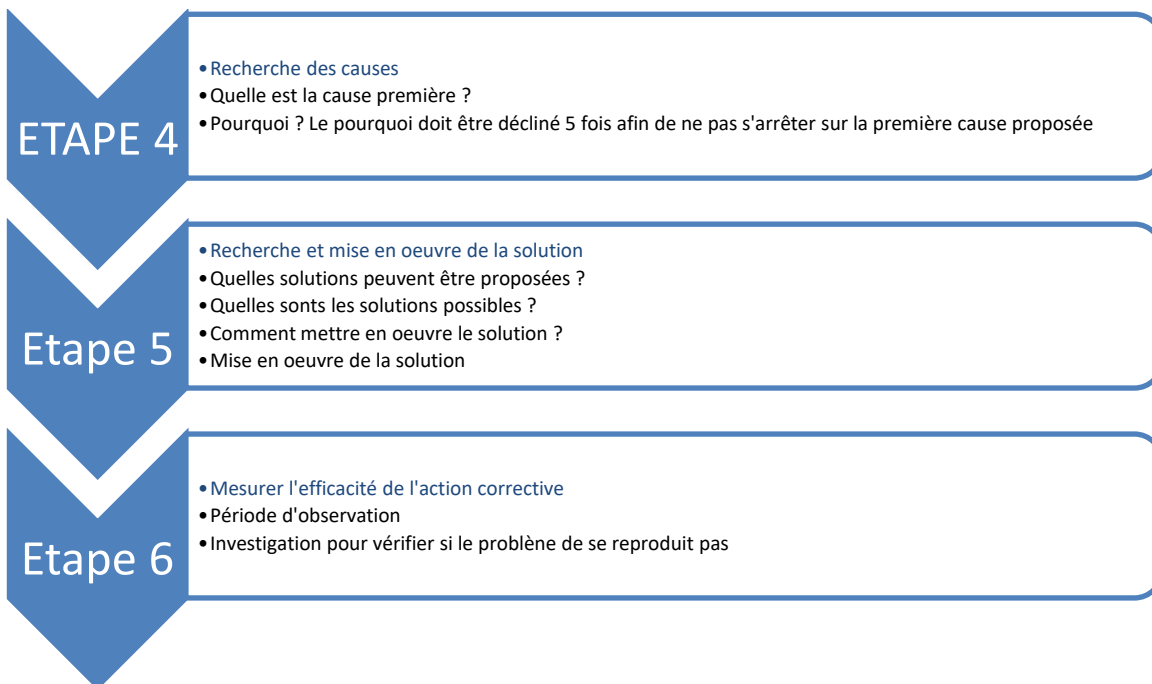 ETAPE 4
•Recherche des causes
•Quelle est la cause première ?
•Pourquoi ? Le pourquoi doit être décliné 5 fois afin de ne pas s'arrêter sur la première cause proposée
Etape 5
•Recherche et mise en oeuvre de la solution
•Quelles solutions peuvent être proposées ?
•Quelles sonts les solutions possibles ?
•Comment mettre en oeuvre le solution ?
•Mise en oeuvre de la solution
Etape 6
•Mesurer l'efficacité de l'action corrective
•Période d'observation
•Investigation pour vérifier si le problène de se reproduit pas